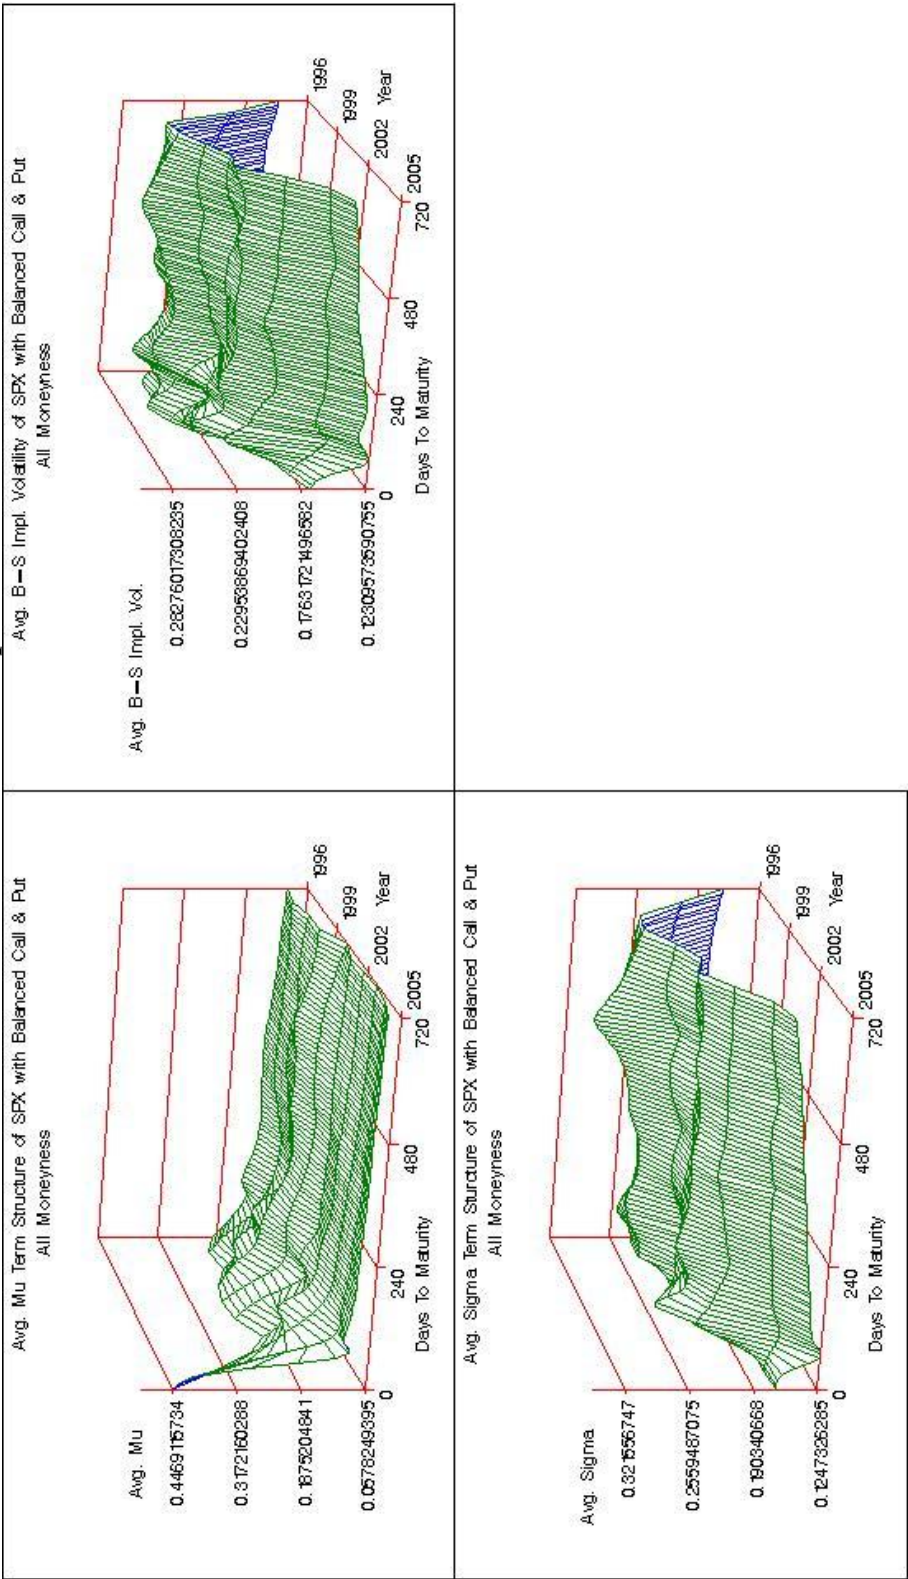 Avg. Mu Term Structure of SPX with Balanced Call & Put
All Moneyness
Avg. Mu
0.4469115734
0.3172160288
0.1875204841
0.0578249395
0
240
480
720
Days To Maturity
1996
1999
2002
2005
Year
Avg. B-S Impl. Volatility of SPX with Balanced Call & Put
All Moneyness
Avg. B-S Impl. Vol.
0.28276017308235
0.22953869402408
0.17631721496582
0.12309573590755
0
240
480
720
Days To Maturity
1996
1999
2002
2005
Year
Avg. Sigma Term Sturcture of SPX with Balanced Call & Put
All Moneyness
Avg. Sigma
0.321556747
0.2559487075
0.190340668
0.1247326285
0
240
480
720
Days To Maturity
1996
1999
2002
2005
Year